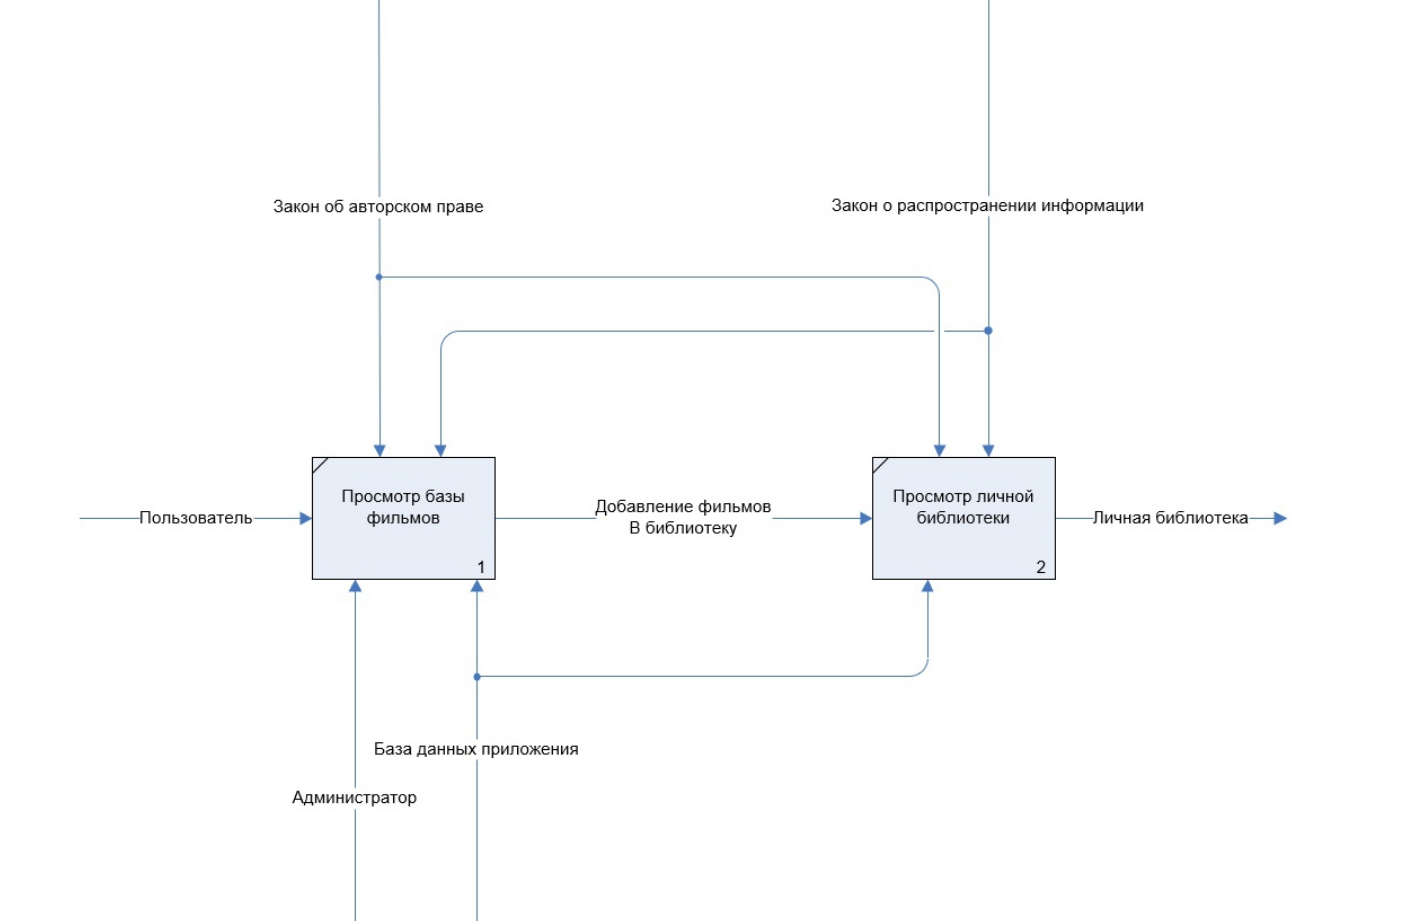 Закон об авторском праве
Закон о распространении информации
Просмотр базы
фильмов
1
Пользователь
Добавление фильмов
В библиотеку
Просмотр личной
библиотеки
2
Личная библиотека
База данных приложения
Администратор